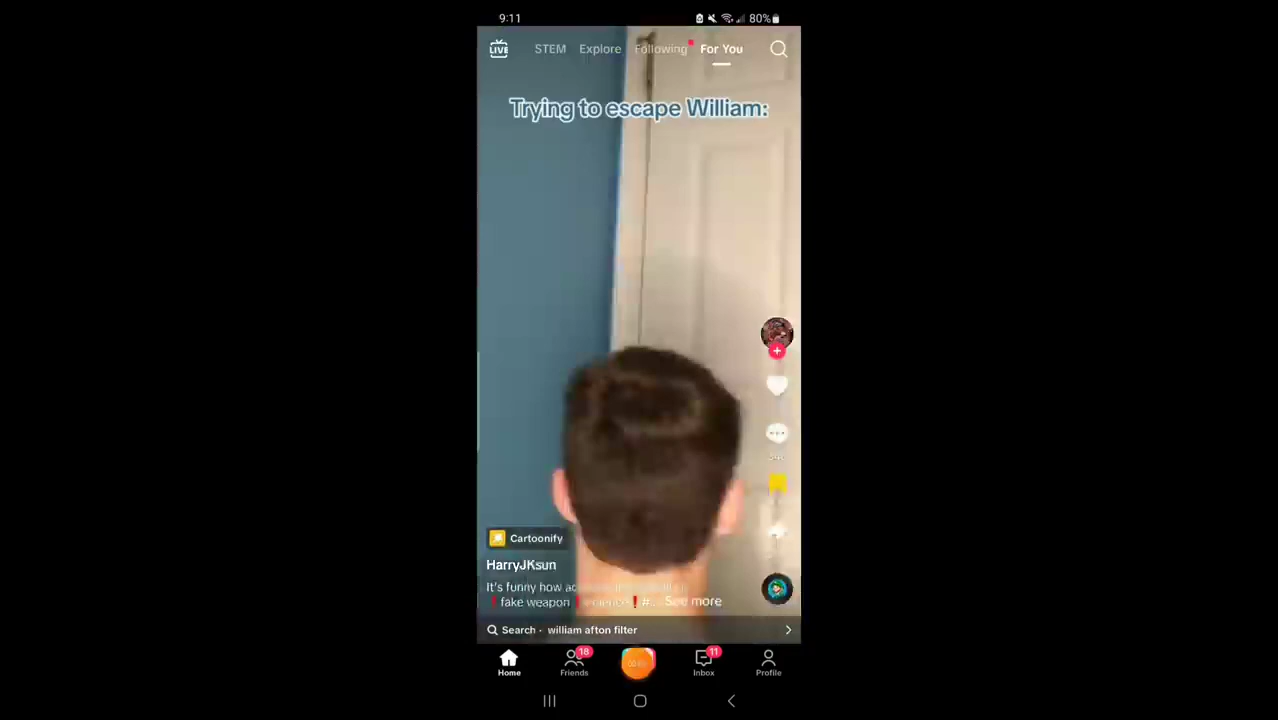 9:11
80%
LIVE
STEM
Explore
Following
For You
Trying to escape William:
Cartoonify
HarryJKsun
It's funny how
fake weapon
#... See more
Search · william afton filter
18
11
Home
Friends
Inbox
Profile